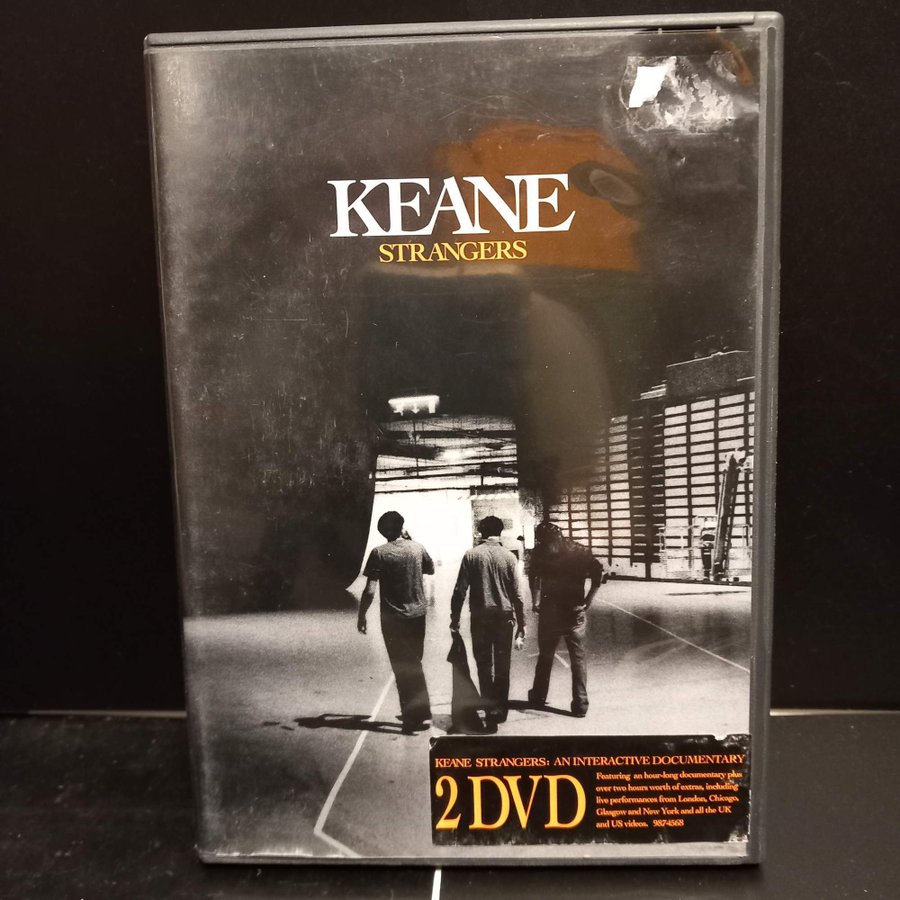 KEANE
STRANGERS
KEANE STRANGERS: AN INTERACTIVE DOCUMENTARY
2 DVD
Featuring an hour-long documentary plus
over two hours worth of extras, including
live performances from London, Chicago,
Glasgow and New York and all the UK
and US videos. 9874568